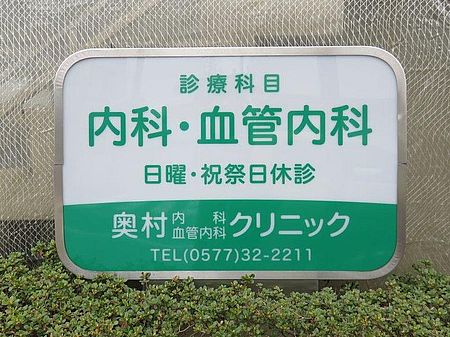 診療科目
内科・血管内科
日曜・祝祭日休診
奥村内科血管内科クリニック
TEL(0577)32-2211